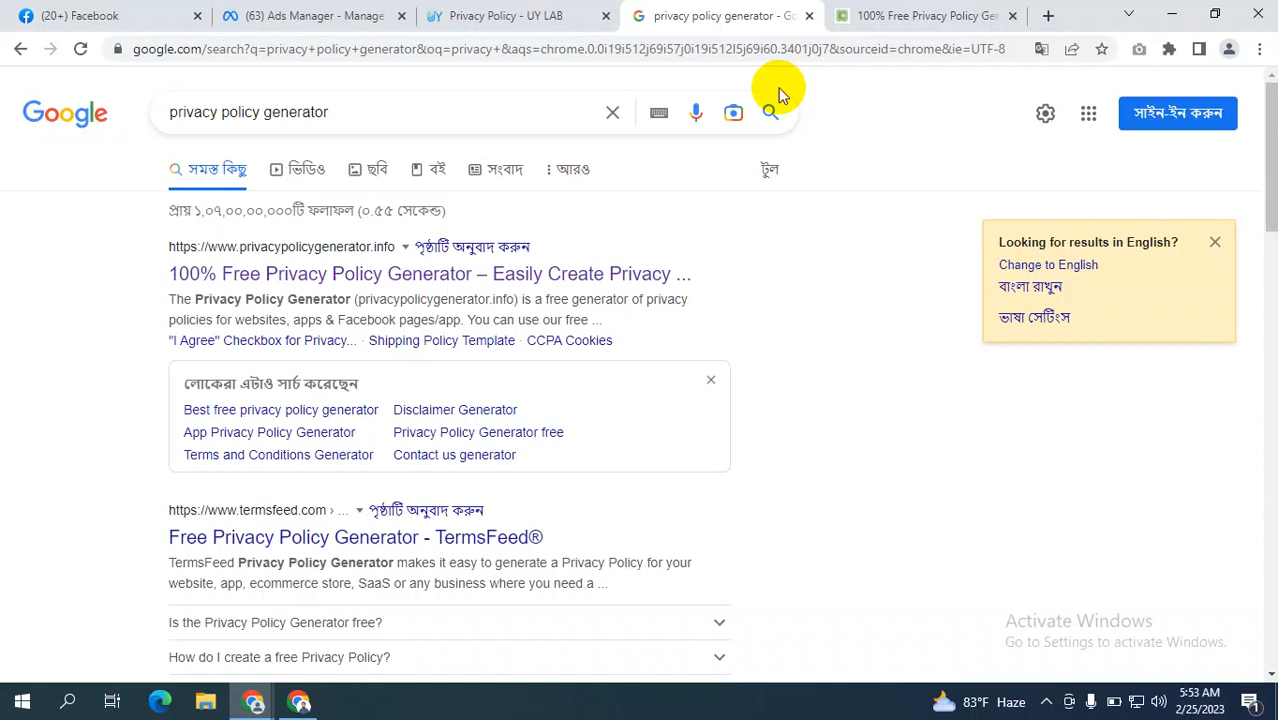 (20+) Facebook
(63) Ads Manager - Manage
Privacy Policy - UY LAB
privacy policy generator - Go
100% Free Privacy Policy Gen
google.com/search?q=privacy+policy+generator&oq=privacy+&aqs=chrome.0.0i19i512j69i57j0i19i512l5j69i60.3401j0j7&sourceid=chrome&ie=UTF-8
Google
privacy policy generator
সাইন-ইন করুন
সমস্ত কিছু
ভিডিও
ছবি
বই
সংবাদ
আরও
টুল
প্রায় ১,০৭,০০,০০,০০০টি ফলাফল (০.৫৫ সেকেন্ড)
https://www.privacypolicygenerator.info
পৃষ্ঠাটি অনুবাদ করুন
100% Free Privacy Policy Generator – Easily Create Privacy ...
The Privacy Policy Generator (privacypolicygenerator.info) is a free generator of privacy
policies for websites, apps & Facebook pages/app. You can use our free ...
"I Agree" Checkbox for Privacy... · Shipping Policy Template · CCPA Cookies
Looking for results in English?
Change to English
বাংলা রাখুন
ভাষা সেটিংস
লোকেরা এটাও সার্চ করেছেন
Best free privacy policy generator
Disclaimer Generator
App Privacy Policy Generator
Privacy Policy Generator free
Terms and Conditions Generator
Contact us generator
https://www.termsfeed.com › ...
পৃষ্ঠাটি অনুবাদ করুন
Free Privacy Policy Generator - TermsFeed®
TermsFeed Privacy Policy Generator makes it easy to generate a Privacy Policy for your
website, app, ecommerce store, SaaS or any business where you need a ...
Is the Privacy Policy Generator free?
How do I create a free Privacy Policy?
Activate Windows
Go to Settings to activate Windows.
83°F Haze
5:53 AM
2/25/2023
1